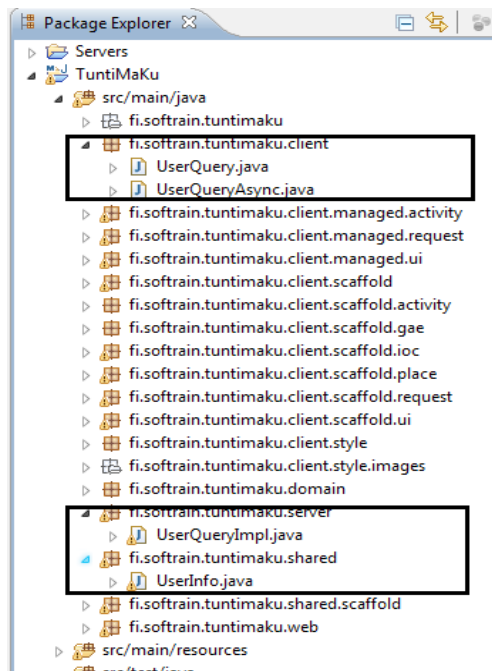 Package Explorer
Servers
TuntiMaKu
src/main/java
fi.softrain.tuntimaku
fi.softrain.tuntimaku.client
UserQuery.java
UserQueryAsync.java
fi.softrain.tuntimaku.client.managed.activity
fi.softrain.tuntimaku.client.managed.request
fi.softrain.tuntimaku.client.managed.ui
fi.softrain.tuntimaku.client.scaffold
fi.softrain.tuntimaku.client.scaffold.activity
fi.softrain.tuntimaku.client.scaffold.gae
fi.softrain.tuntimaku.client.scaffold.ioc
fi.softrain.tuntimaku.client.scaffold.place
fi.softrain.tuntimaku.client.scaffold.request
fi.softrain.tuntimaku.client.scaffold.ui
fi.softrain.tuntimaku.client.style
fi.softrain.tuntimaku.client.style.images
fi.softrain.tuntimaku.domain
fi.softrain.tuntimaku.server
UserQueryImpl.java
fi.softrain.tuntimaku.shared
UserInfo.java
fi.softrain.tuntimaku.shared.scaffold
fi.softrain.tuntimaku.web
src/main/resources
src/test/java